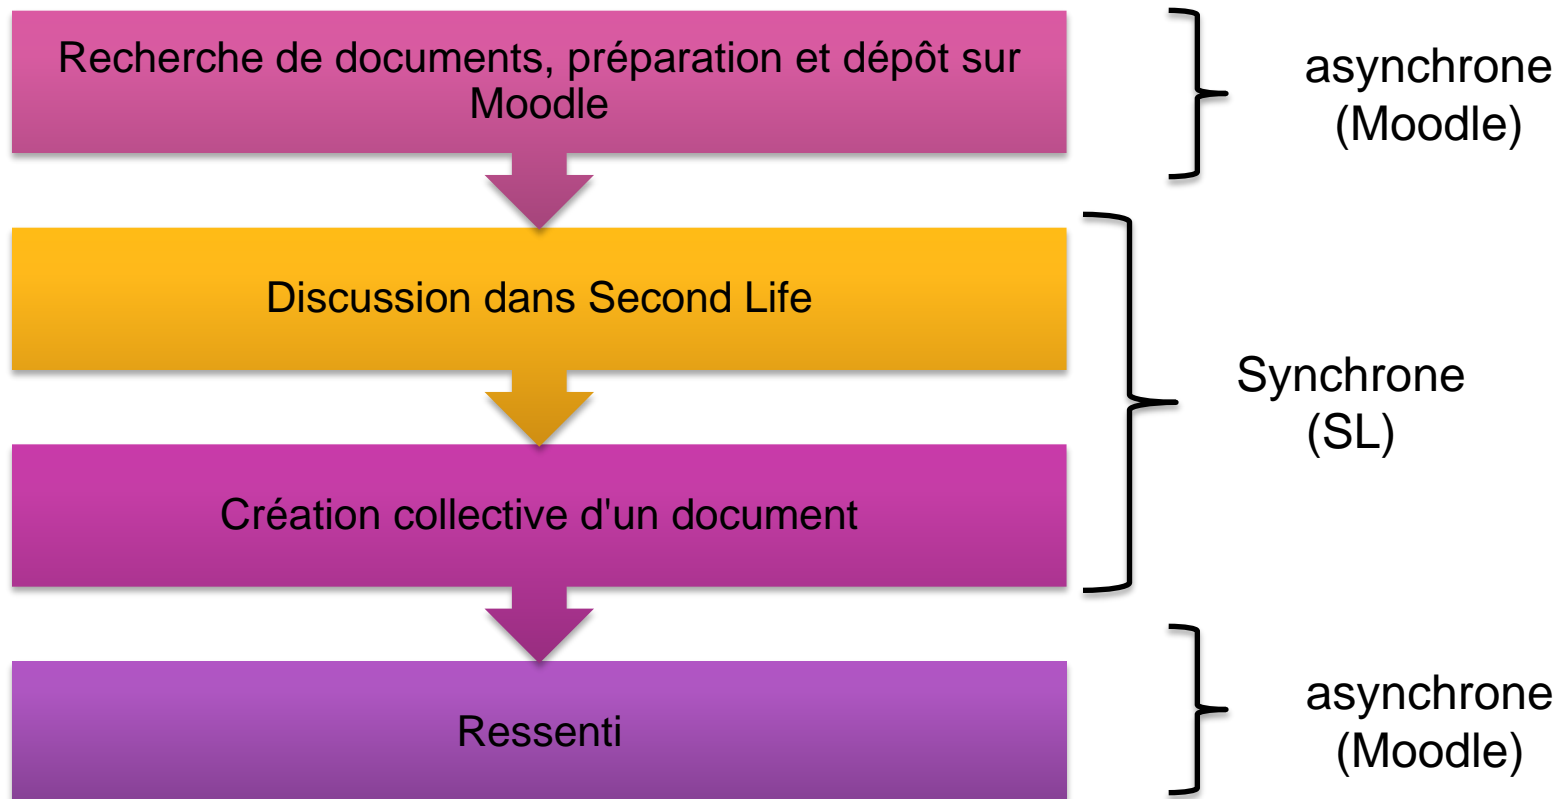 Recherche de documents, préparation et dépôt sur
Moodle
asynchrone
(Moodle)
Discussion dans Second Life
Synchrone
(SL)
Création collective d'un document
Ressenti
asynchrone
(Moodle)